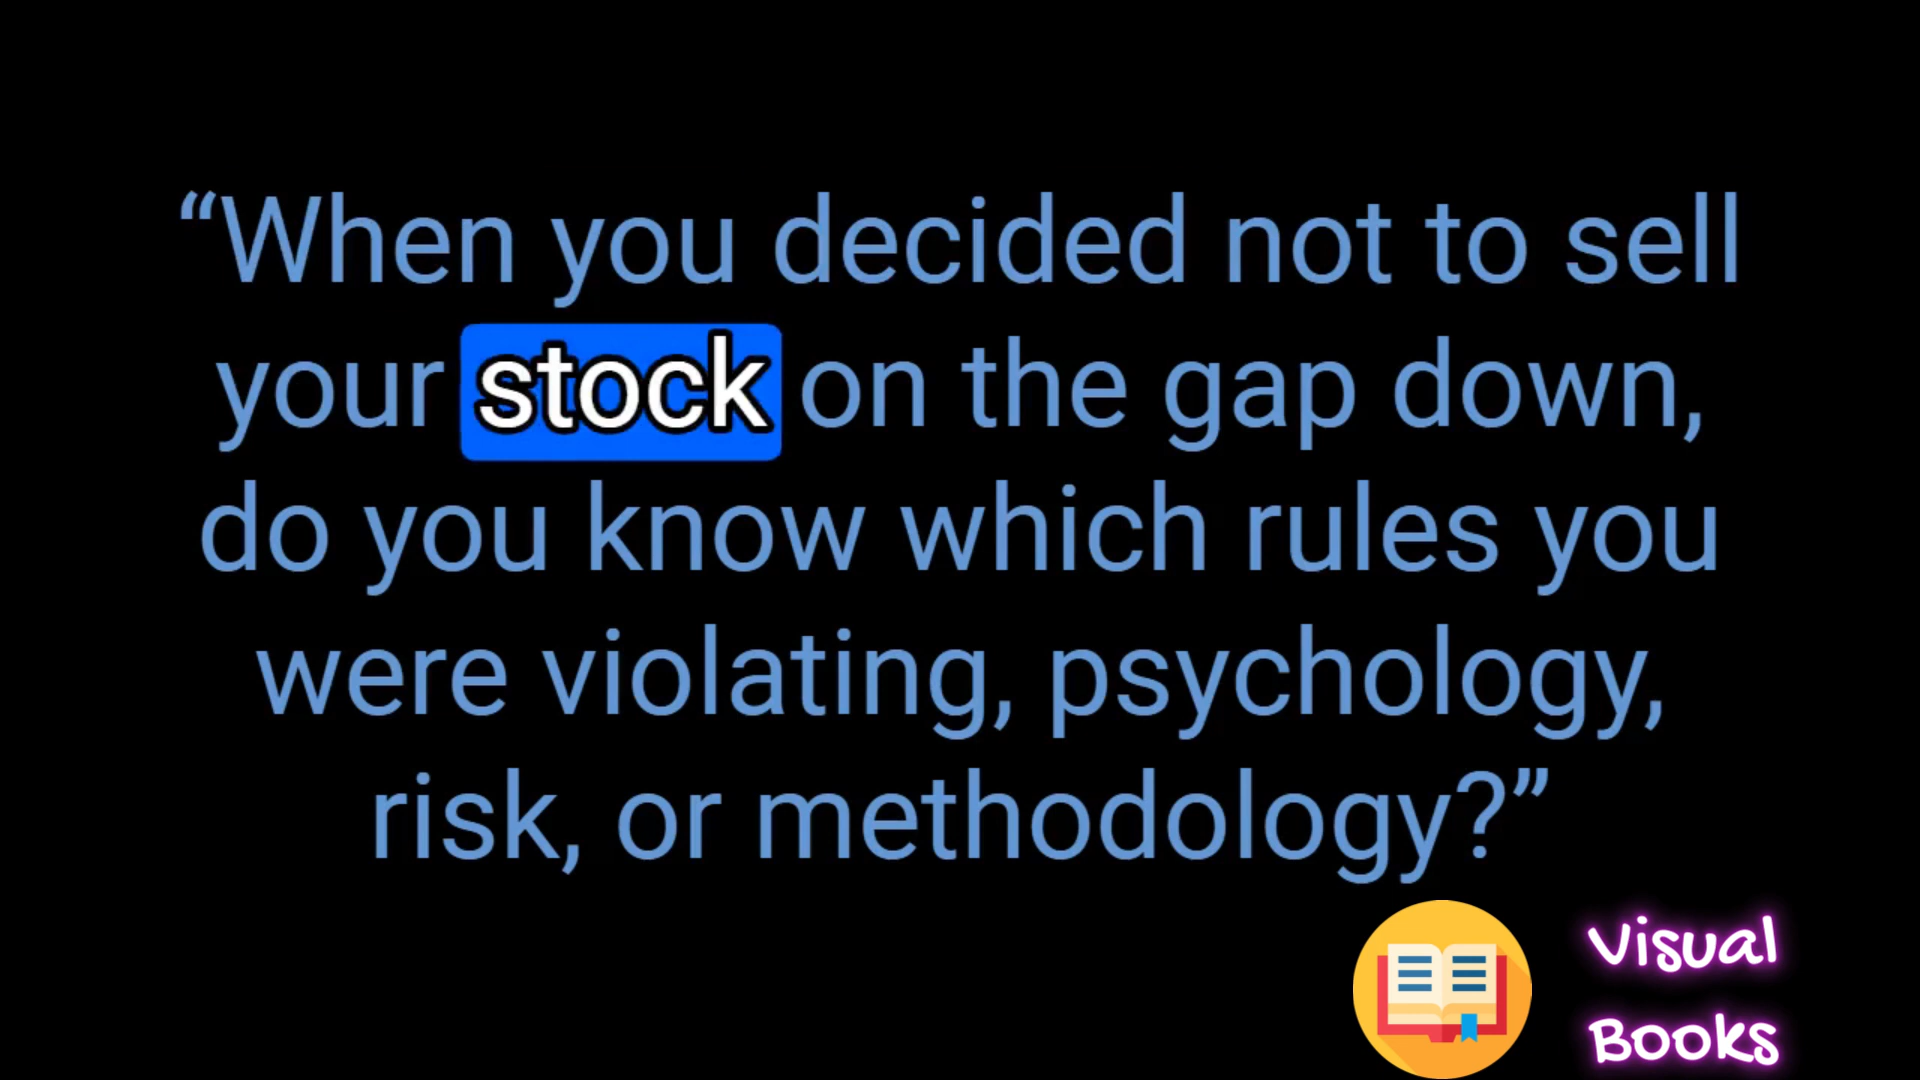 “When you decided not to sell
your stock on the gap down,
do you know which rules you
were violating, psychology,
risk, or methodology?”
Visual
Books